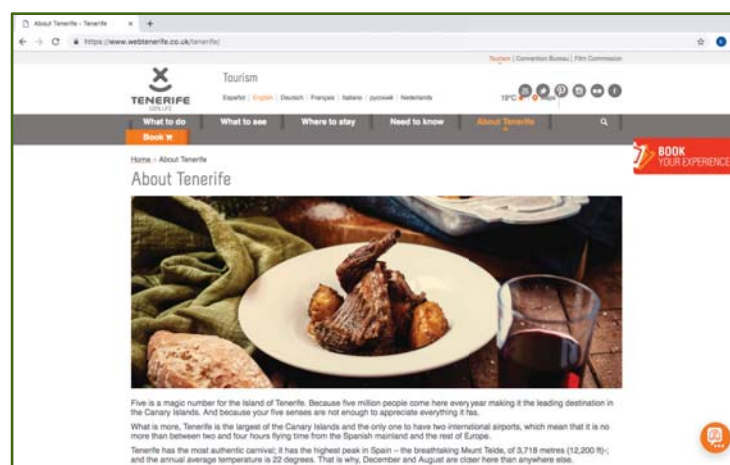 About Tenerife - Tenerife
https://www.webtenerife.co.uk/tenerife/
Tourism | Convention Bureau | Film Commission
TENERIFE
100% LIFE
Tourism
Español | English | Deutsch | Français | Italiano | русский | Nederlands
19ºC
Maps
What to do What to see Where to stay Need to know About Tenerife
Book
BOOK
YOUR EXPERIENCE
Home > About Tenerife
About Tenerife
Five is a magic number for the Island of Tenerife. Because five million people come here every year making it the leading destination in
the Canary Islands. And because your five senses are not enough to appreciate everything it has.
What is more, Tenerife is the largest of the Canary Islands and the only one to have two international airports, which mean that it is no
more than between two and four hours flying time from the Spanish mainland and the rest of Europe.
Tenerife has the most authentic carnival; it has the highest peak in Spain – the breathtaking Mount Teide, of 3,718 metres (12,200 ft)-;
and the annual average temperature is 22 degrees. That is why, December and August are closer here than anywhere else.